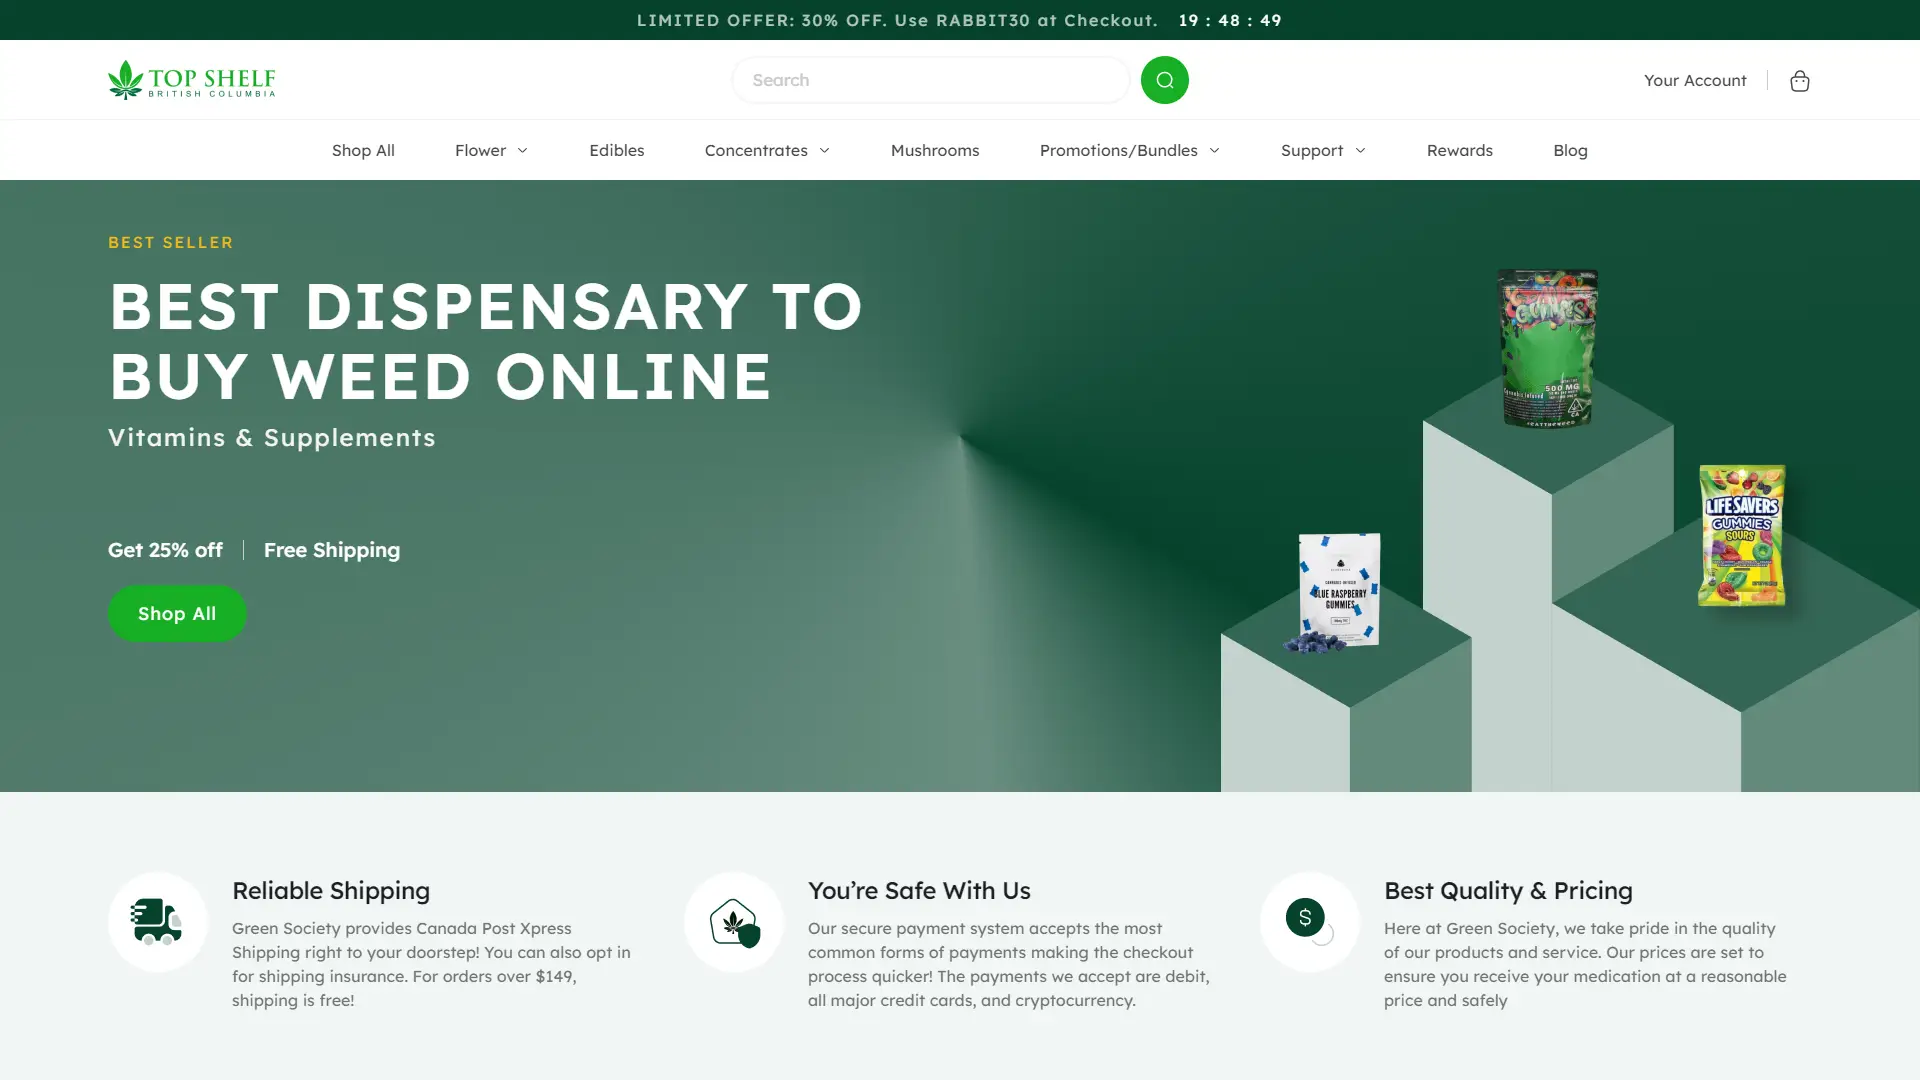 LIMITED OFFER: 30% OFF. Use RABBIT30 at Checkout. 19 : 48 : 49
TOP SHELF
BRITISH COLUMBIA
Search
Your Account
Shop All
Flower
Edibles
Concentrates
Mushrooms
Promotions/Bundles
Support
Rewards
Blog
BEST SELLER
BEST DISPENSARY TO
BUY WEED ONLINE
Vitamins & Supplements
Get 25% off
Free Shipping
Shop All
500 MG
LIFE SAVERS
GUMMIES
SOURS
BLUE RASPBERRY
GUMMIES
Reliable Shipping
Green Society provides Canada Post Xpress
Shipping right to your doorstep! You can also opt in
for shipping insurance. For orders over $149,
shipping is free!
You’re Safe With Us
Our secure payment system accepts the most
common forms of payments making the checkout
process quicker! The payments we accept are debit,
all major credit cards, and cryptocurrency.
$
Best Quality & Pricing
Here at Green Society, we take pride in the quality
of our products and service. Our prices are set to
ensure you receive your medication at a reasonable
price and safely